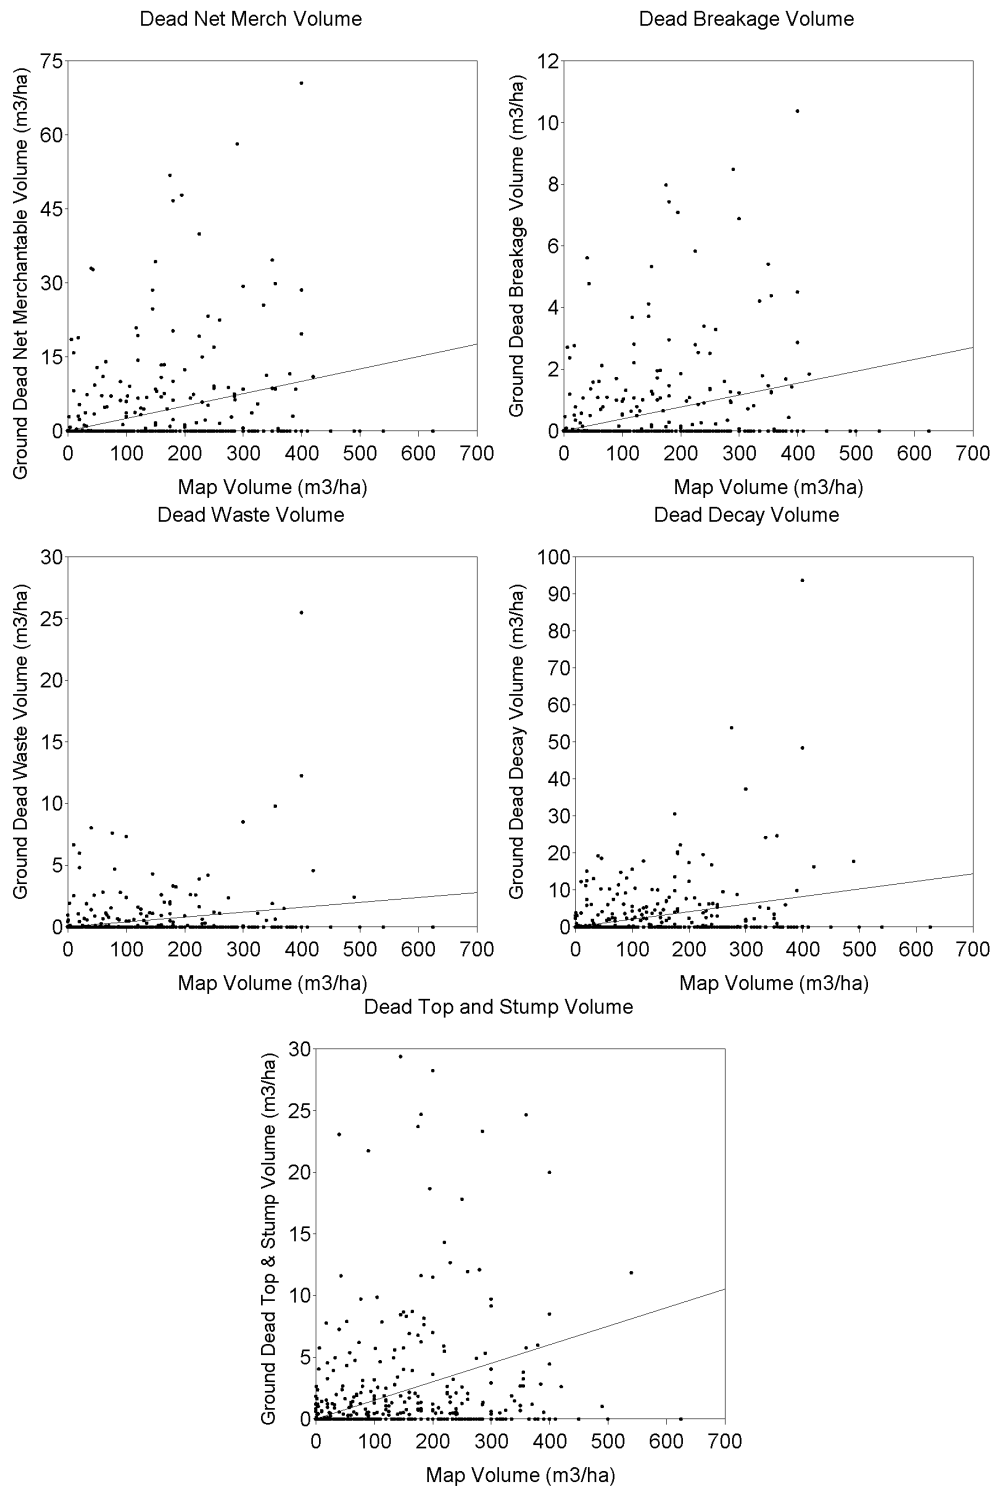 Dead Net Merch Volume
Ground Dead Net Merchantable Volume (m3/ha)
75
60
45
30
15
0
0 100 200 300 400 500 600 700
Map Volume (m3/ha)
Dead Breakage Volume
Ground Dead Breakage Volume (m3/ha)
12
10
8
6
4
2
0
0 100 200 300 400 500 600 700
Map Volume (m3/ha)
Dead Waste Volume
Ground Dead Waste Volume (m3/ha)
30
25
20
15
10
5
0
0 100 200 300 400 500 600 700
Map Volume (m3/ha)
Dead Decay Volume
Ground Dead Decay Volume (m3/ha)
100
90
80
70
60
50
40
30
20
10
0
0 100 200 300 400 500 600 700
Map Volume (m3/ha)
Dead Top and Stump Volume
Ground Dead Top & Stump Volume (m3/ha)
30
25
20
15
10
5
0
0 100 200 300 400 500 600 700
Map Volume (m3/ha)